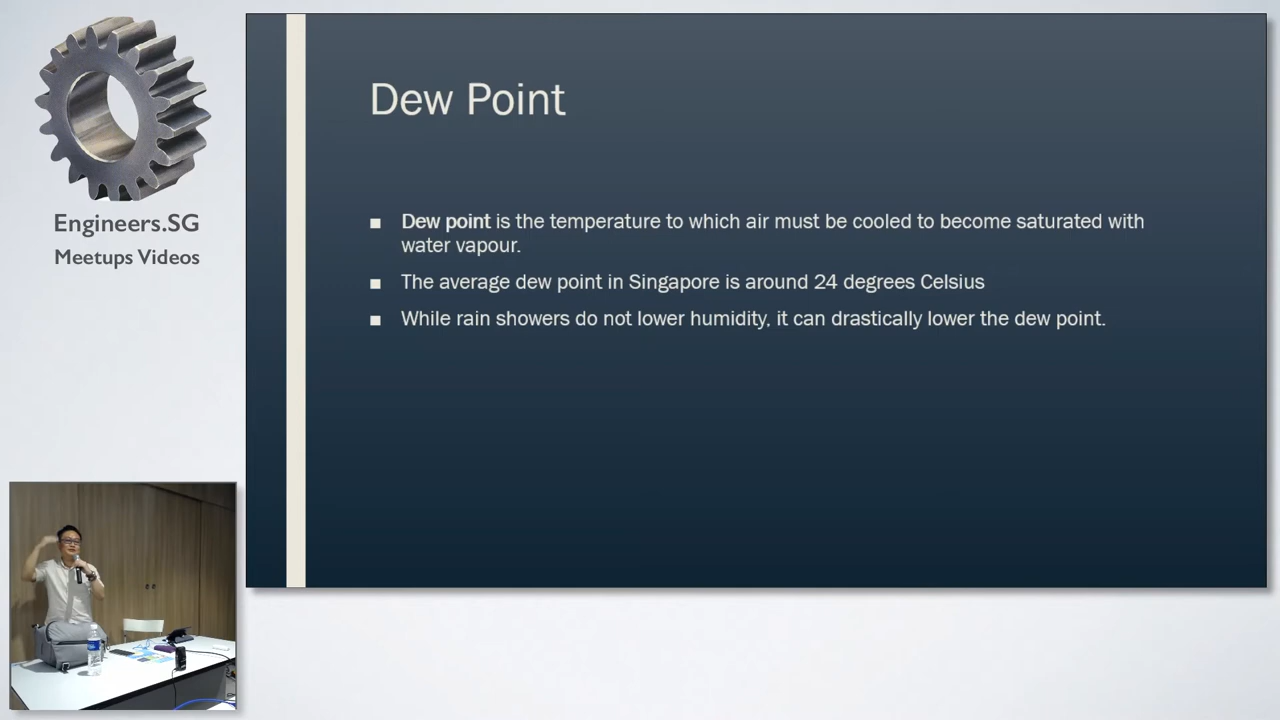 Engineers.SG
Meetups Videos
Dew Point
Dew point is the temperature to which air must be cooled to become saturated with
water vapour.
The average dew point in Singapore is around 24 degrees Celsius
While rain showers do not lower humidity, it can drastically lower the dew point.